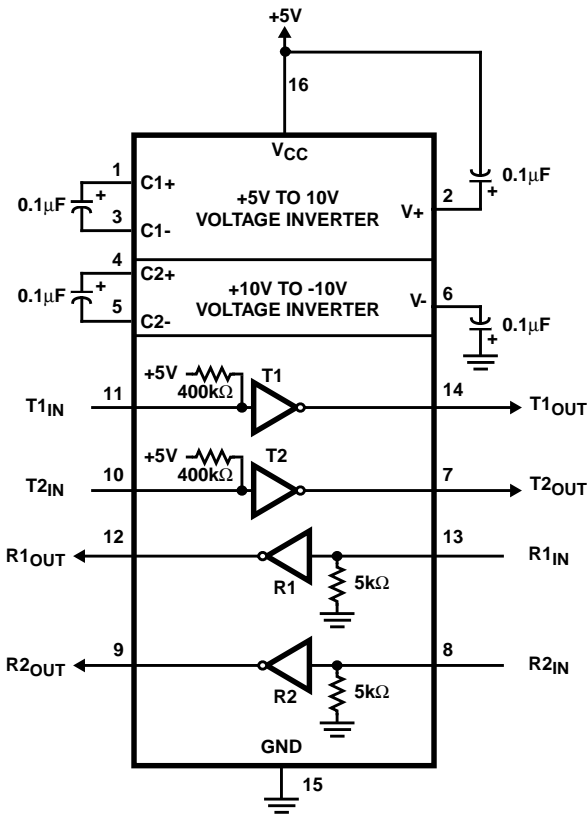 +5V
16
VCC
1
C1+
0.1μF
+
3
C1-
+5V TO 10V
VOLTAGE INVERTER
V+
2
0.1μF
+
4
C2+
0.1μF
+
5
C2-
+10V TO -10V
VOLTAGE INVERTER
V-
6
0.1μF
+
T1IN
11
+5V
400kΩ
T1
14
T1OUT
T2IN
10
+5V
400kΩ
T2
7
T2OUT
R1OUT
12
R1
5kΩ
13
R1IN
R2OUT
9
R2
5kΩ
8
R2IN
GND
15